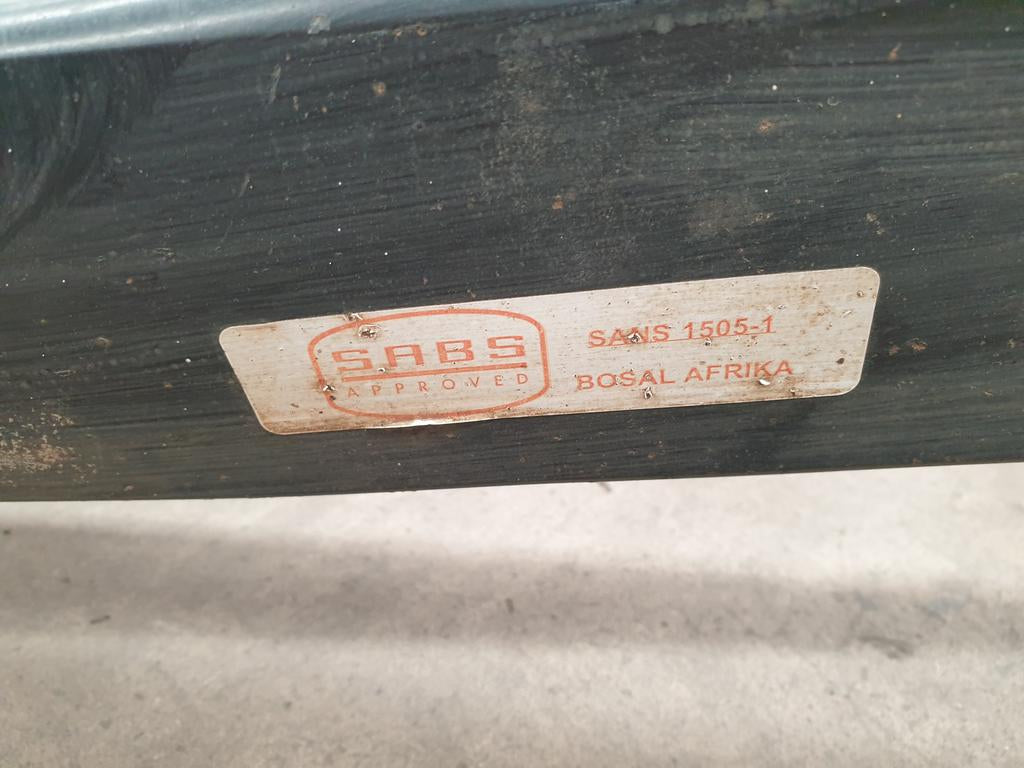 SABS
APPROVED
SANS 1505-1
BOSAL AFRIKA